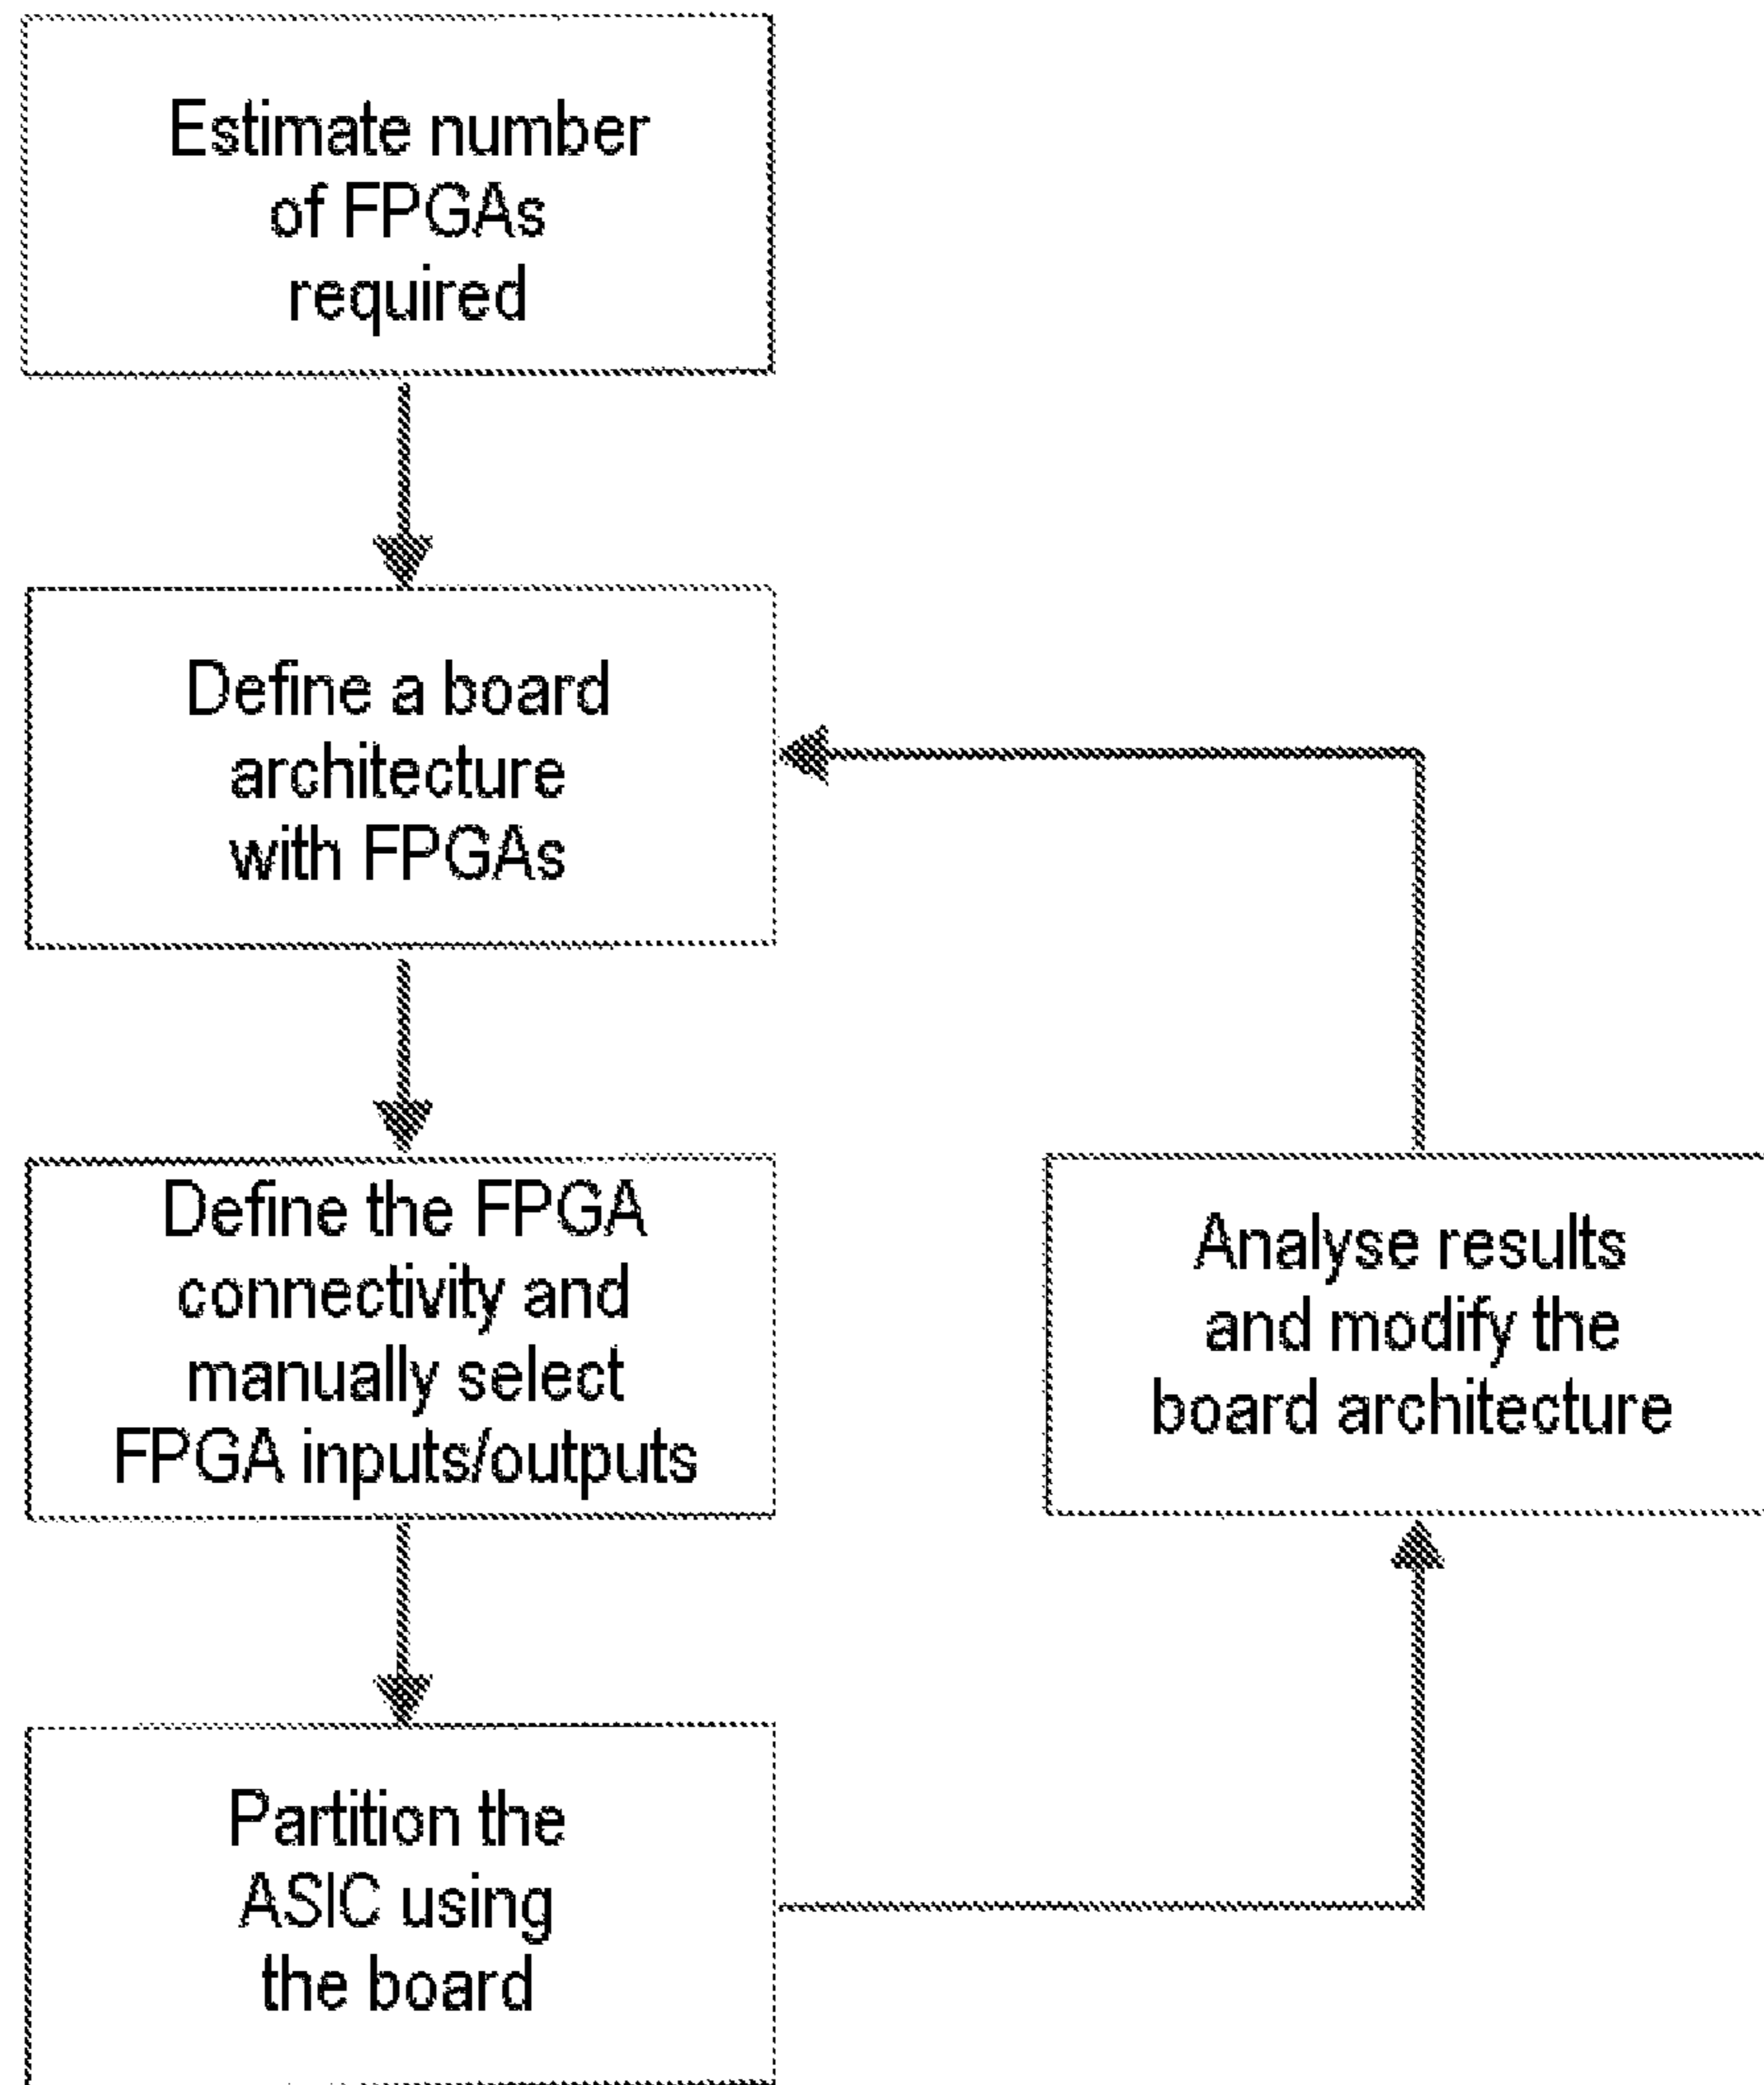 Estimate number
of FPGAs
required
Define a board
architecture
with FPGAs
Define the FPGA
connectivity and
manually select
FPGA inputs/outputs
Analyse results
and modify the
board architecture
Partition the
ASIC using
the board